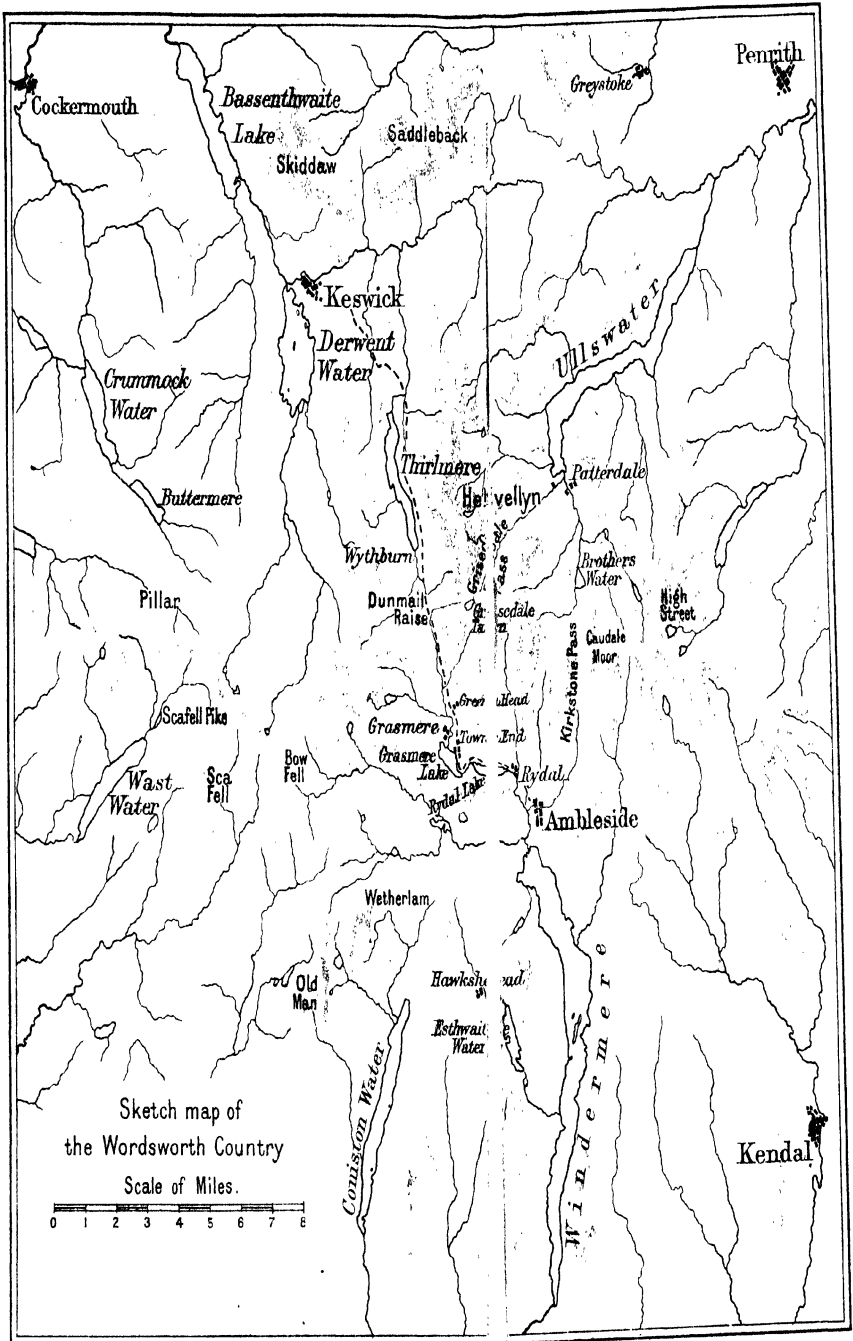 Penrith
Greystoke
Cockermouth
Bassenthwaite
Lake
Saddleback
Skiddaw
Keswick
Derwent
Water
Ullswater
Crummock
Water
Thirlmere
Patterdale
Helvellyn
Buttermere
Wythburn
Brothers
Water
Pillar
Dunmail
Raise
Pass
High
Street
Caudale
Moor
Kirkstone Pass
Scafell Pike
Grasmere
Town End
Grasmere
Lake
Rydal
Bow
Fell
Sca
Fell
Wast
Water
Rydal Lake
Ambleside
Wetherlam
Hawkshead
Old
Man
Esthwaite
Water
Coniston Water
Windermere
Kendal
Sketch map of
the Wordsworth Country
Scale of Miles.
0 1 2 3 4 5 6 7 8